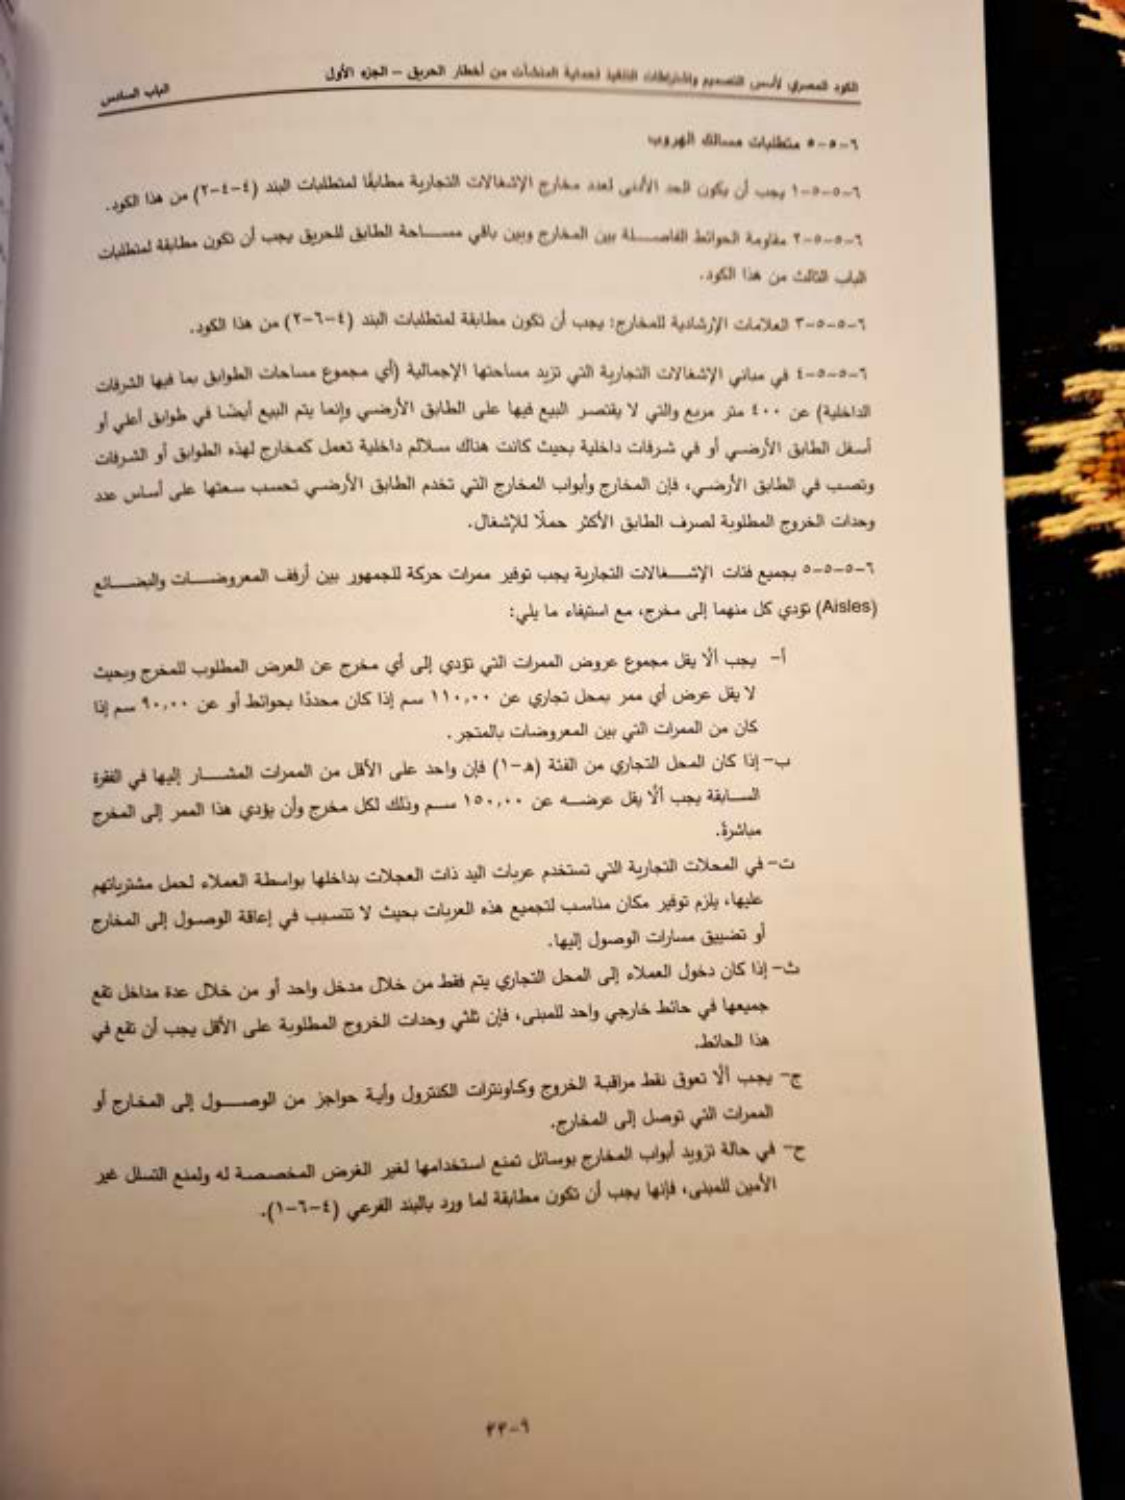 الكود المصري لأسس التصميم واشتراطات التنفيذ لحماية المنشآت من أخطار الحريق – الجزء الأول
الباب السادس
٦-٥-٥ متطلبات مسالك الهروب
٦-٥-٥-١ يجب أن يكون الحد الأدنى لعدد مخارج الإشغالات التجارية مطابقًا لمتطلبات البند (٤-٤-٢) من هذا الكود.
٦-٥-٥-٢ مقاومة الحوائط الفاصلة بين المخارج وبين باقي مساحة الطابق للحريق يجب أن تكون مطابقة لمتطلبات
الباب الثالث من هذا الكود.
٦-٥-٥-٣ العلامات الإرشادية للمخارج: يجب أن تكون مطابقة لمتطلبات البند (٤-٦-٢) من هذا الكود.
٦-٥-٥-٤ في مباني الإشغالات التجارية التي تزيد مساحتها الإجمالية (أي مجموع مساحات الطوابق بما فيها الشرفات
الداخلية) عن ٤٠٠ متر مربع والتي لا يقتصر البيع فيها على الطابق الأرضي وإنما يتم البيع أيضًا في طوابق أعلي أو
أسفل الطابق الأرضي أو في شرفات داخلية بحيث كانت هناك سلالم داخلية تعمل كمخارج لهذه الطوابق أو الشرفات
وتصب في الطابق الأرضي، فإن المخارج وأبواب المخارج التي تخدم الطابق الأرضي تحسب سعتها على أساس عدد
وحدات الخروج المطلوبة لصرف الطابق الأكثر حملًا للإشغال.
٦-٥-٥-٥ بجميع فئات الإشغالات التجارية يجب توفير ممرات حركة للجمهور بين أرفف المعروضات والبضائع
(Aisles) تؤدي كل منهما إلى مخرج، مع استيفاء ما يلي:
أ- يجب ألا يقل مجموع عروض الممرات التي تؤدي إلى أي مخرج عن العرض المطلوب للمخرج وبحيث
لا يقل عرض أي ممر بمحل تجاري عن ١١٠,٠٠ سم إذا كان محددًا بحوائط أو عن ٩٠,٠٠ سم إذا
كان من الممرات التي بين المعروضات بالمتجر .
ب- إذا كان المحل التجاري من الفئة (هـ-١) فإن واحد على الأقل من الممرات المشار إليها في الفقرة
السابقة يجب ألا يقل عرضه عن ١٥٠,٠٠ سم وذلك لكل مخرج وأن يؤدي هذا الممر إلى المخرج
مباشرة.
ت- في المحلات التجارية التي تستخدم عربات اليد ذات العجلات بداخلها بواسطة العملاء لحمل مشترياتهم
عليها، يلزم توفير مكان مناسب لتجميع هذه العربات بحيث لا تتسبب في إعاقة الوصول إلى المخارج
أو تضييق مسارات الوصول إليها.
ث- إذا كان دخول العملاء إلى المحل التجاري يتم فقط من خلال مدخل واحد أو من خلال عدة مداخل تقع
جميعها في حائط خارجي واحد للمبنى، فإن ثلثي وحدات الخروج المطلوبة على الأقل يجب أن تقع في
هذا الحائط.
ج- يجب ألا تعوق نقط مراقبة الخروج وكاونترات الكنترول وأية حواجز من الوصول إلى المخارج أو
الممرات التي توصل إلى المخارج.
ح- في حالة تزويد أبواب المخارج بوسائل تمنع استخدامها لغير الغرض المخصصة له ولمنع التسلل غير
الأمين للمبنى، فإنها يجب أن تكون مطابقة لما ورد بالبند الفرعي (٤-٦-١).
٦-٣٣